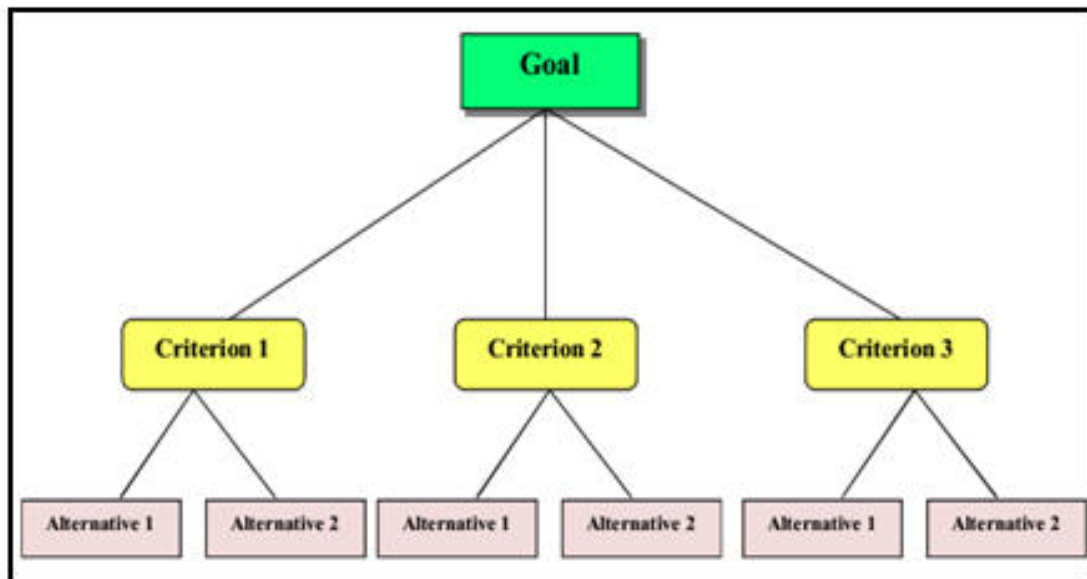 Goal
Criterion 1
Criterion 2
Criterion 3
Alternative 1
Alternative 2
Alternative 1
Alternative 2
Alternative 1
Alternative 2